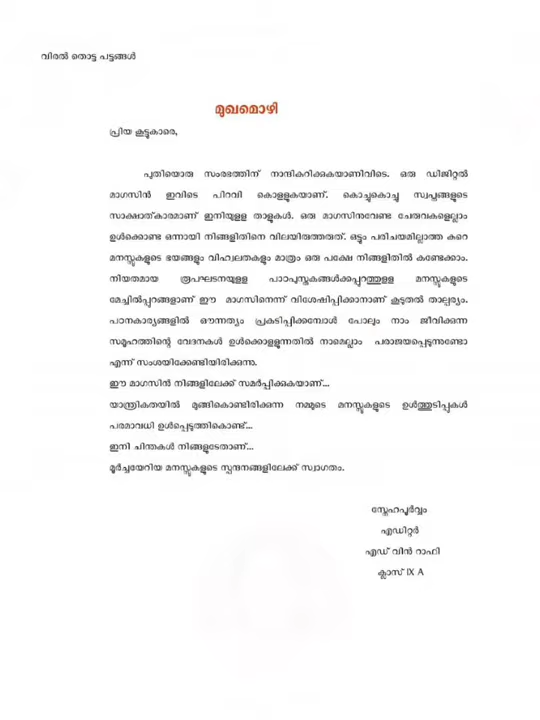 വിരൽ തൊട്ട പട്ടങ്ങൾ
മുഖമൊഴി
പ്രിയ കൂട്ടുകാരെ,
പുതിയൊരു സംരഭത്തിന് നാന്ദികുറിക്കുകയാണിവിടെ. ഒരു ഡിജിറ്റൽ
മാഗസിൻ ഇവിടെ പിറവി കൊള്ളുകയാണ്. കൊച്ചുകൊച്ചു സ്വപ്നങ്ങളുടെ
സാക്ഷാത്കാരമാണ് ഇനിയുള്ള താളുകൾ. ഒരു മാഗസിനുവേണ്ട ചേരുവകളെല്ലാം
ഉൾക്കൊണ്ട ഒന്നായി നിങ്ങളിതിനെ വിലയിരുത്തരുത്. ഒട്ടും പരിചയമില്ലാത്ത കുറെ
മനസ്സുകളുടെ ഭയങ്ങളും വിഹ്വലതകളും മാത്രം ഒരു പക്ഷേ നിങ്ങളിതിൽ കണ്ടേക്കാം.
നിയതമായ രൂപഘടനയുള്ള പാഠപുസ്തകങ്ങൾക്കപ്പുറത്തുള്ള മനസ്സുകളുടെ
മേച്ചിൽപ്പുറങ്ങളാണ് ഈ മാഗസിനെന്ന് വിശേഷിപ്പിക്കാനാണ് കൂടുതൽ താല്പര്യം.
പഠനകാര്യങ്ങളിൽ ഔന്നത്യം പ്രകടിപ്പിക്കുമ്പോൾ പോലും നാം ജീവിക്കുന്ന
സമൂഹത്തിന്റെ വേദനകൾ ഉൾക്കൊള്ളുന്നതിൽ നാമെല്ലാം പരാജയപ്പെടുന്നുണ്ടോ
എന്ന് സംശയിക്കേണ്ടിയിരിക്കുന്നു.
ഈ മാഗസിൻ നിങ്ങളിലേക്ക് സമർപ്പിക്കുകയാണ്...
യാന്ത്രികതയിൽ മുങ്ങികൊണ്ടിരിക്കുന്ന നമ്മുടെ മനസ്സുകളുടെ ഉൾത്തുടിപ്പുകൾ
പരമാവധി ഉൾപ്പെടുത്തികൊണ്ട്...
ഇനി ചിന്തകൾ നിങ്ങളുടേതാണ്...
മൂർച്ചയേറിയ മനസ്സുകളുടെ സ്പന്ദനങ്ങളിലേക്ക് സ്വാഗതം.
സ്നേഹപൂർവ്വം
എഡിറ്റർ
എഡ് വിൻ റാഫി
ക്ലാസ് IX A